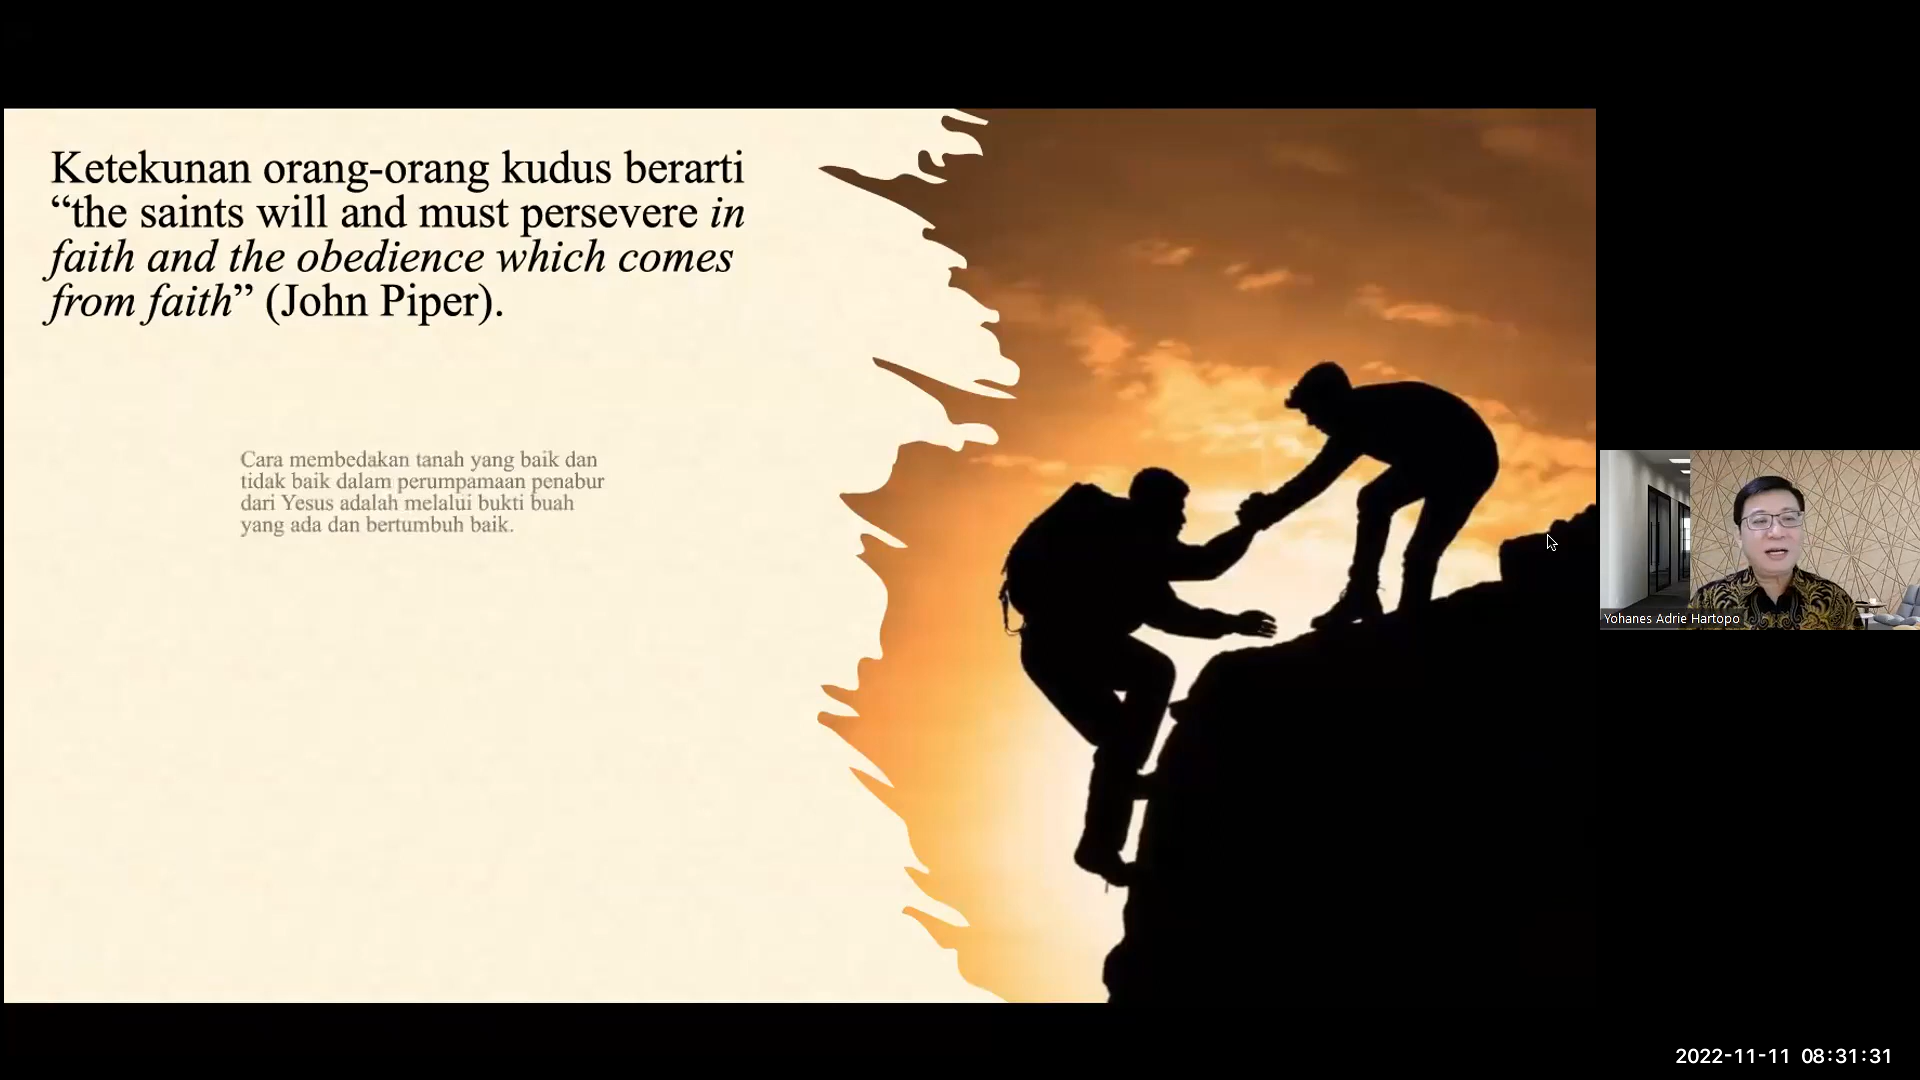 Ketekunan orang-orang kudus berarti
“the saints will and must persevere in
faith and the obedience which comes
from faith” (John Piper).
Cara membedakan tanah yang baik dan
tidak baik dalam perumpamaan penabur
dari Yesus adalah melalui bukti buah
yang ada dan bertumbuh baik.
Yohanes Adrie Hartopo
2022-11-11 08:31:31